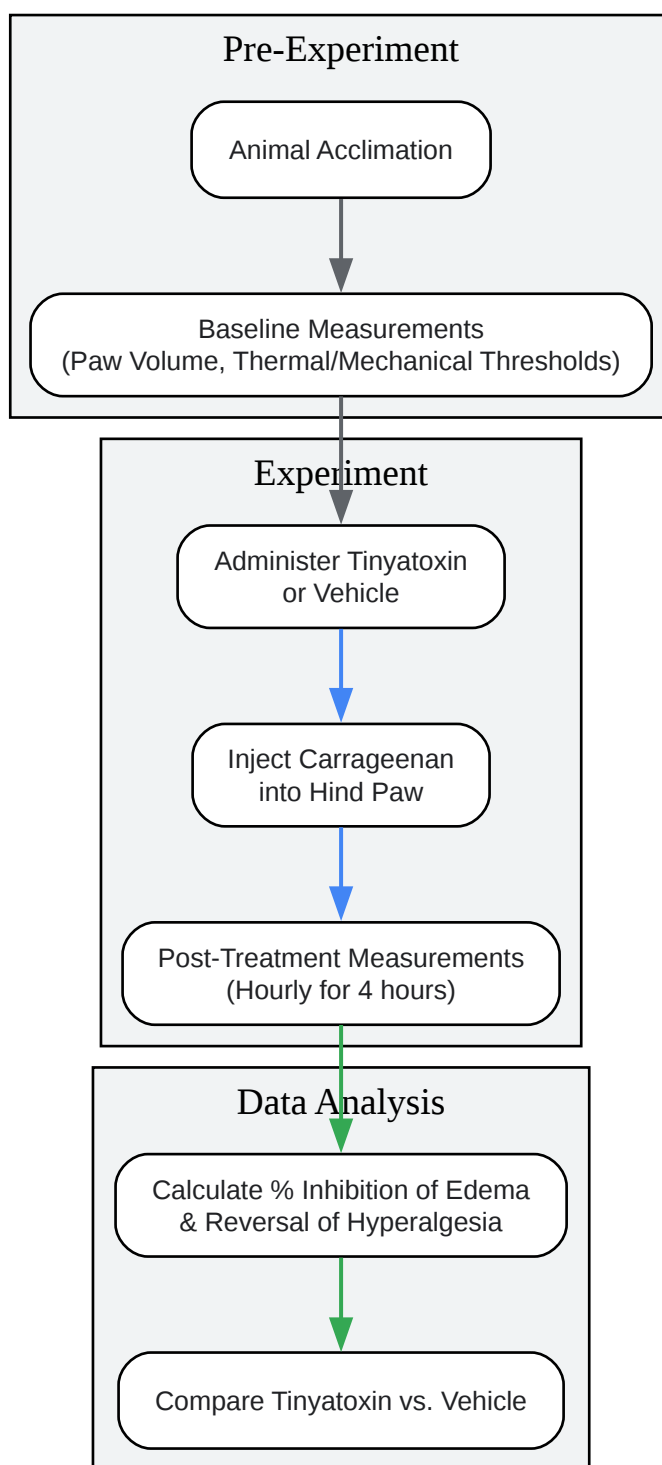 Pre-Experiment
Animal Acclimation
Baseline Measurements
(Paw Volume, Thermal/Mechanical Thresholds)
Experiment
Administer Tinyatoxin
or Vehicle
Inject Carrageenan
into Hind Paw
Post-Treatment Measurements
(Hourly for 4 hours)
Data Analysis
Calculate % Inhibition of Edema
& Reversal of Hyperalgesia
Compare Tinyatoxin vs. Vehicle